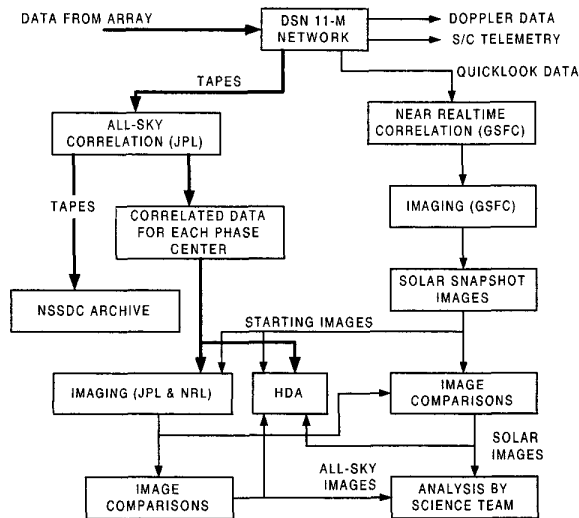 DATA FROM ARRAY
DSN 11-M
NETWORK
DOPPLER DATA
S/C TELEMETRY
TAPES
QUICKLOOK DATA
ALL-SKY
CORRELATION (JPL)
NEAR REALTIME
CORRELATION (GSFC)
TAPES
CORRELATED DATA
FOR EACH PHASE
CENTER
IMAGING (GSFC)
NSSDC ARCHIVE
SOLAR SNAPSHOT
IMAGES
STARTING IMAGES
IMAGING (JPL & NRL)
HDA
IMAGE
COMPARISONS
SOLAR
IMAGES
ALL-SKY
IMAGES
IMAGE
COMPARISONS
ANALYSIS BY
SCIENCE TEAM